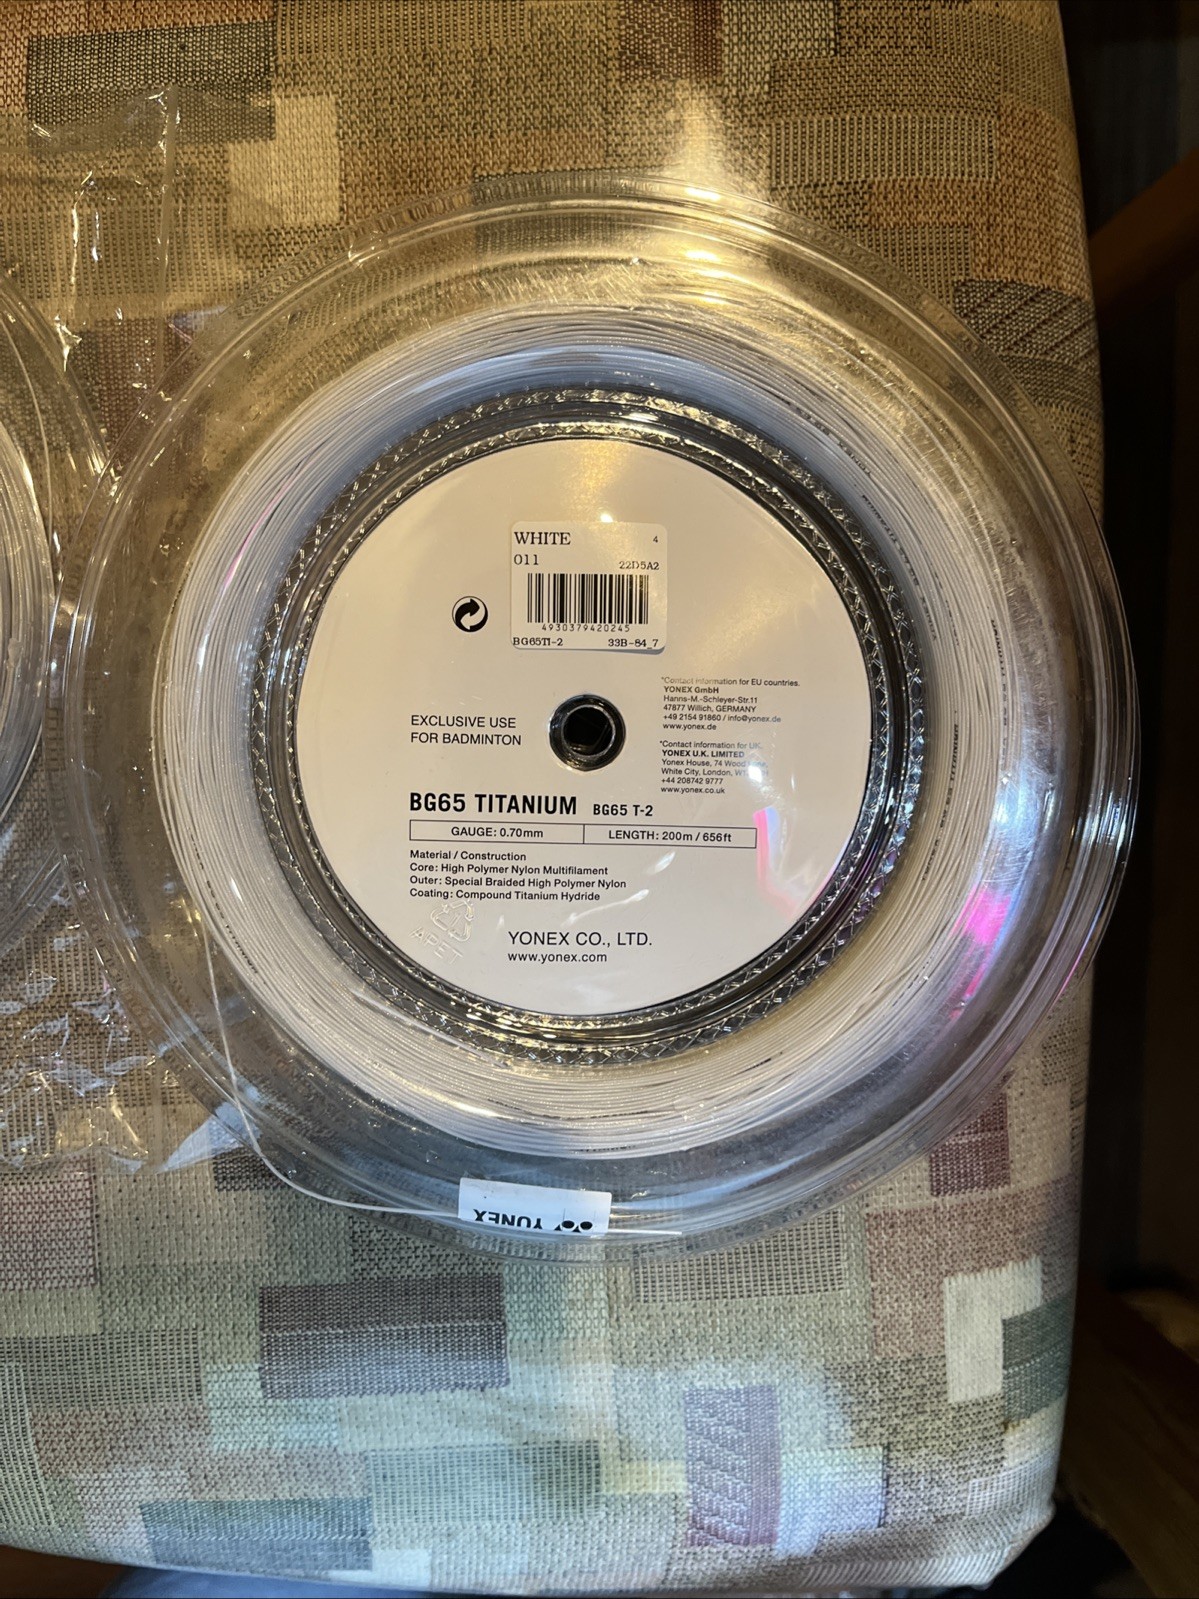 WHITE 4
011 22D5A2
4930379420245
BG65TI-2 33B-84_7
EXCLUSIVE USE
FOR BADMINTON
*Contact information for EU countries.
YONEX GmbH
Hanns-M.-Schleyer-Str.11
47877 Willich, GERMANY
+49 2154 91860 / info@yonex.de
www.yonex.de
*Contact information for UK.
YONEX U.K. LIMITED
Yonex House, 74 Wood
White City, London,
+44 208742 9777
www.yonex.co.uk
BG65 TITANIUM BG65 T-2
GAUGE: 0.70mm LENGTH: 200m / 656ft
Material / Construction
Core: High Polymer Nylon Multifilament
Outer: Special Braided High Polymer Nylon
Coating: Compound Titanium Hydride
APET
YONEX CO., LTD.
www.yonex.com
YONEX